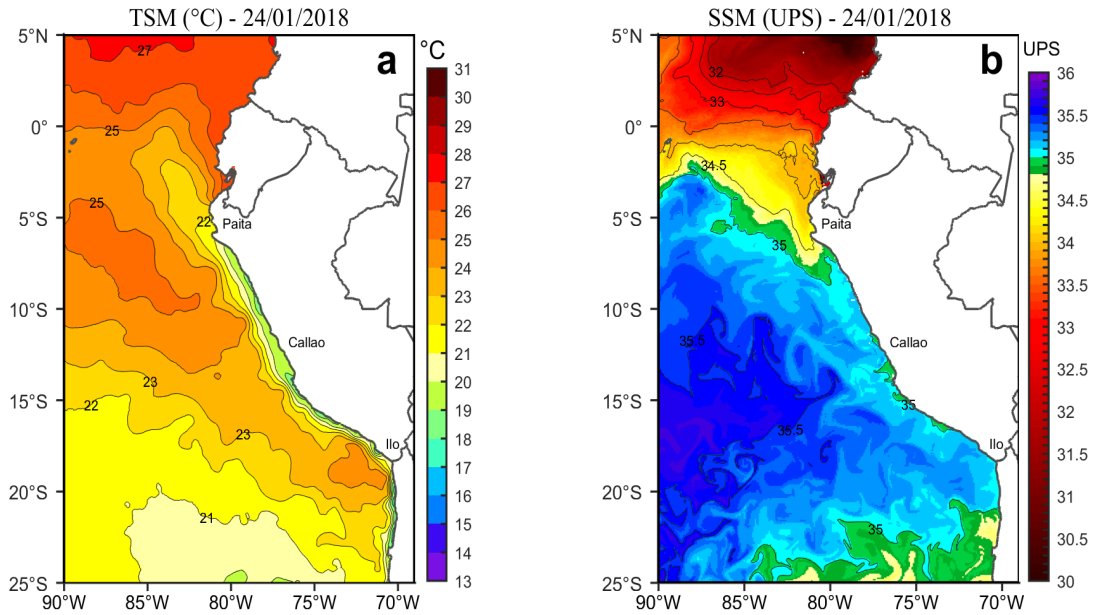 TSM (°C) - 24/01/2018
a
°C
5°N
0°
5°S
10°S
15°S
20°S
25°S
90°W
85°W
80°W
75°W
70°W
27
25
25
22
23
22
23
21
Paita
Callao
Ilo
31
30
29
28
27
26
25
24
23
22
21
20
19
18
17
16
15
14
13
SSM (UPS) - 24/01/2018
b
UPS
5°N
0°
5°S
10°S
15°S
20°S
25°S
90°W
85°W
80°W
75°W
70°W
32
33
34.5
35
35.5
35
35.5
35
Paita
Callao
Ilo
36
35.5
35
34.5
34
33.5
33
32.5
32
31.5
31
30.5
30